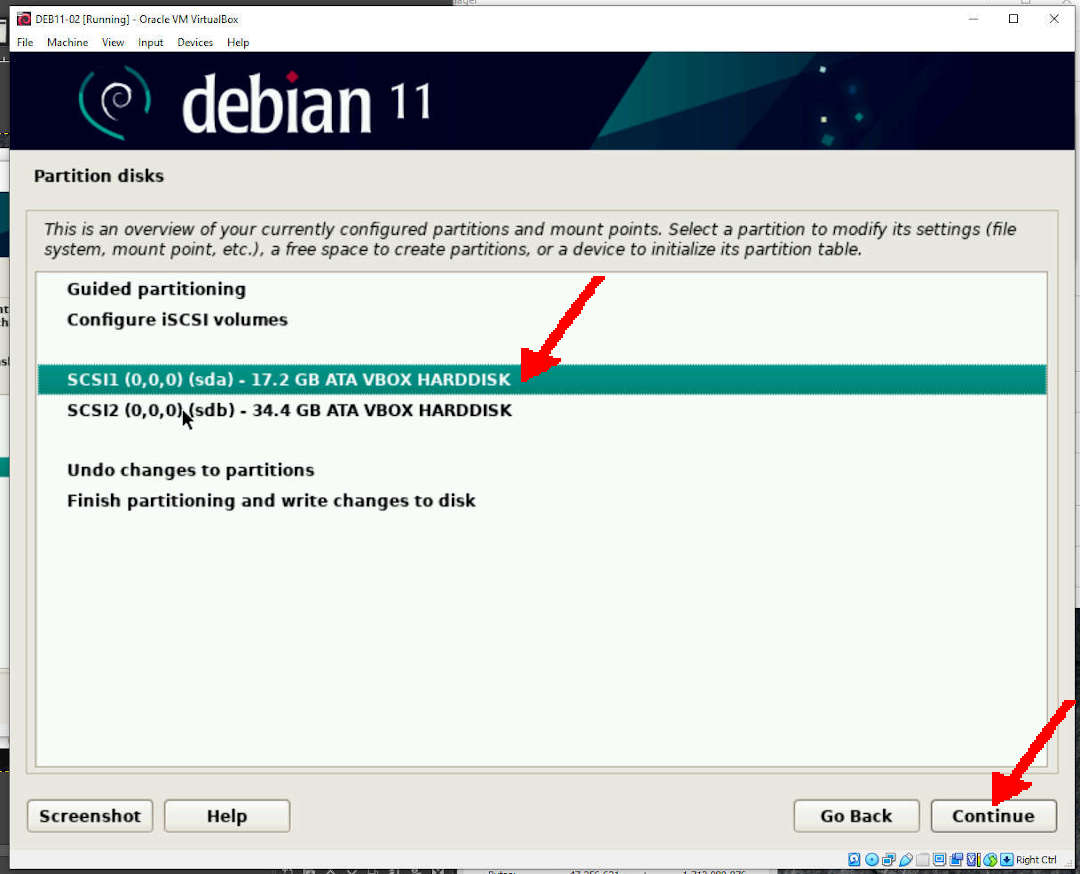 DEB11-02 [Running] - Oracle VM VirtualBox
File Machine View Input Devices Help
debian 11
Partition disks
This is an overview of your currently configured partitions and mount points. Select a partition to modify its settings (file
system, mount point, etc.), a free space to create partitions, or a device to initialize its partition table.
Guided partitioning
Configure iSCSI volumes
SCSI1 (0,0,0) (sda) - 17.2 GB ATA VBOX HARDDISK
SCSI2 (0,0,0) (sdb) - 34.4 GB ATA VBOX HARDDISK
Undo changes to partitions
Finish partitioning and write changes to disk
Screenshot Help Go Back Continue
Right Ctrl